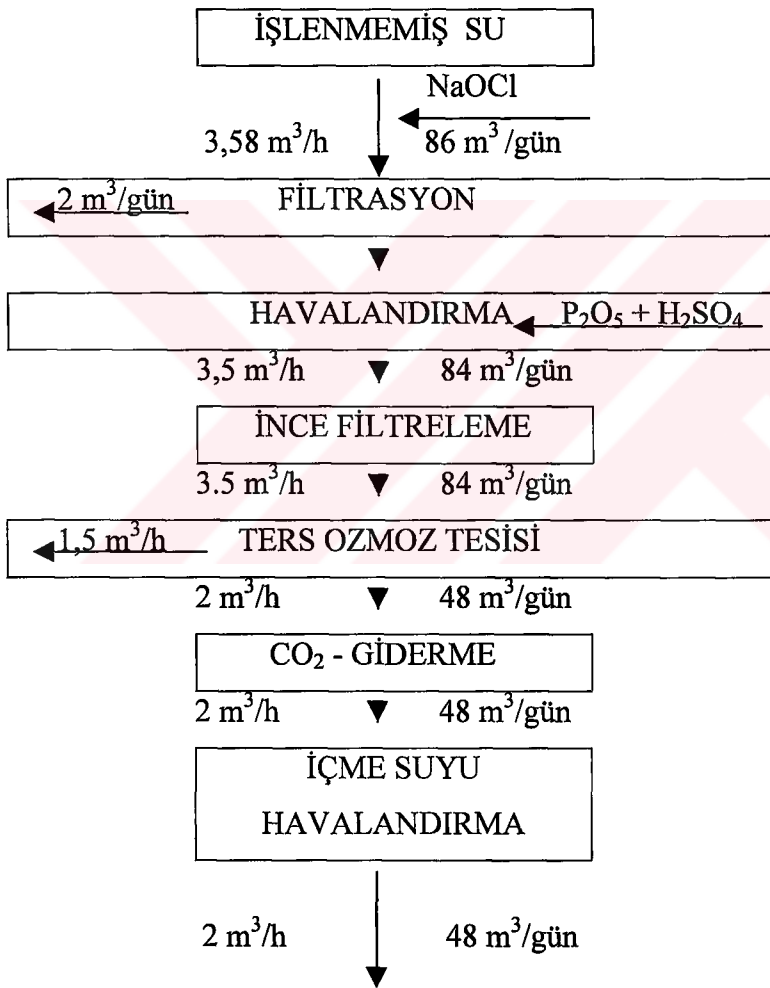 İŞLENMEMİŞ SU
NaOCl
3,58 m³/h 86 m³/gün
2 m³/gün FİLTRASYON
HAVALANDIRMA P₂O₅ + H₂SO₄
3,5 m³/h 84 m³/gün
İNCE FİLTRELEME
3.5 m³/h 84 m³/gün
1,5 m³/h TERS OZMOZ TESİSİ
2 m³/h 48 m³/gün
CO₂ - GİDERME
2 m³/h 48 m³/gün
İÇME SUYU
HAVALANDIRMA
2 m³/h 48 m³/gün